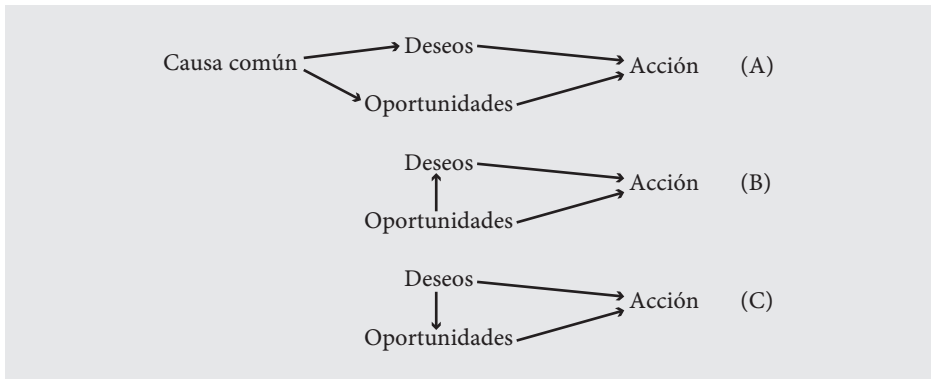 Deseos
Causa común
Acción (A)
Oportunidades
Deseos
Acción (B)
Oportunidades
Deseos
Acción (C)
Oportunidades